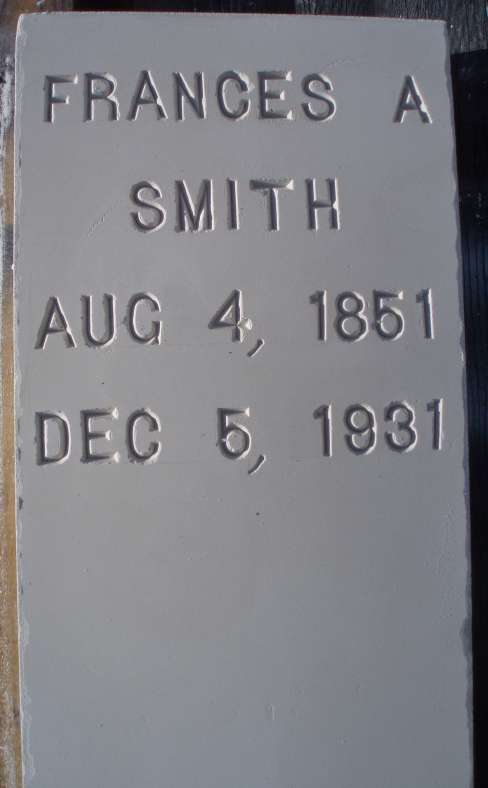 FRANCES A
SMITH
AUG 4, 1851
DEC 5, 1931